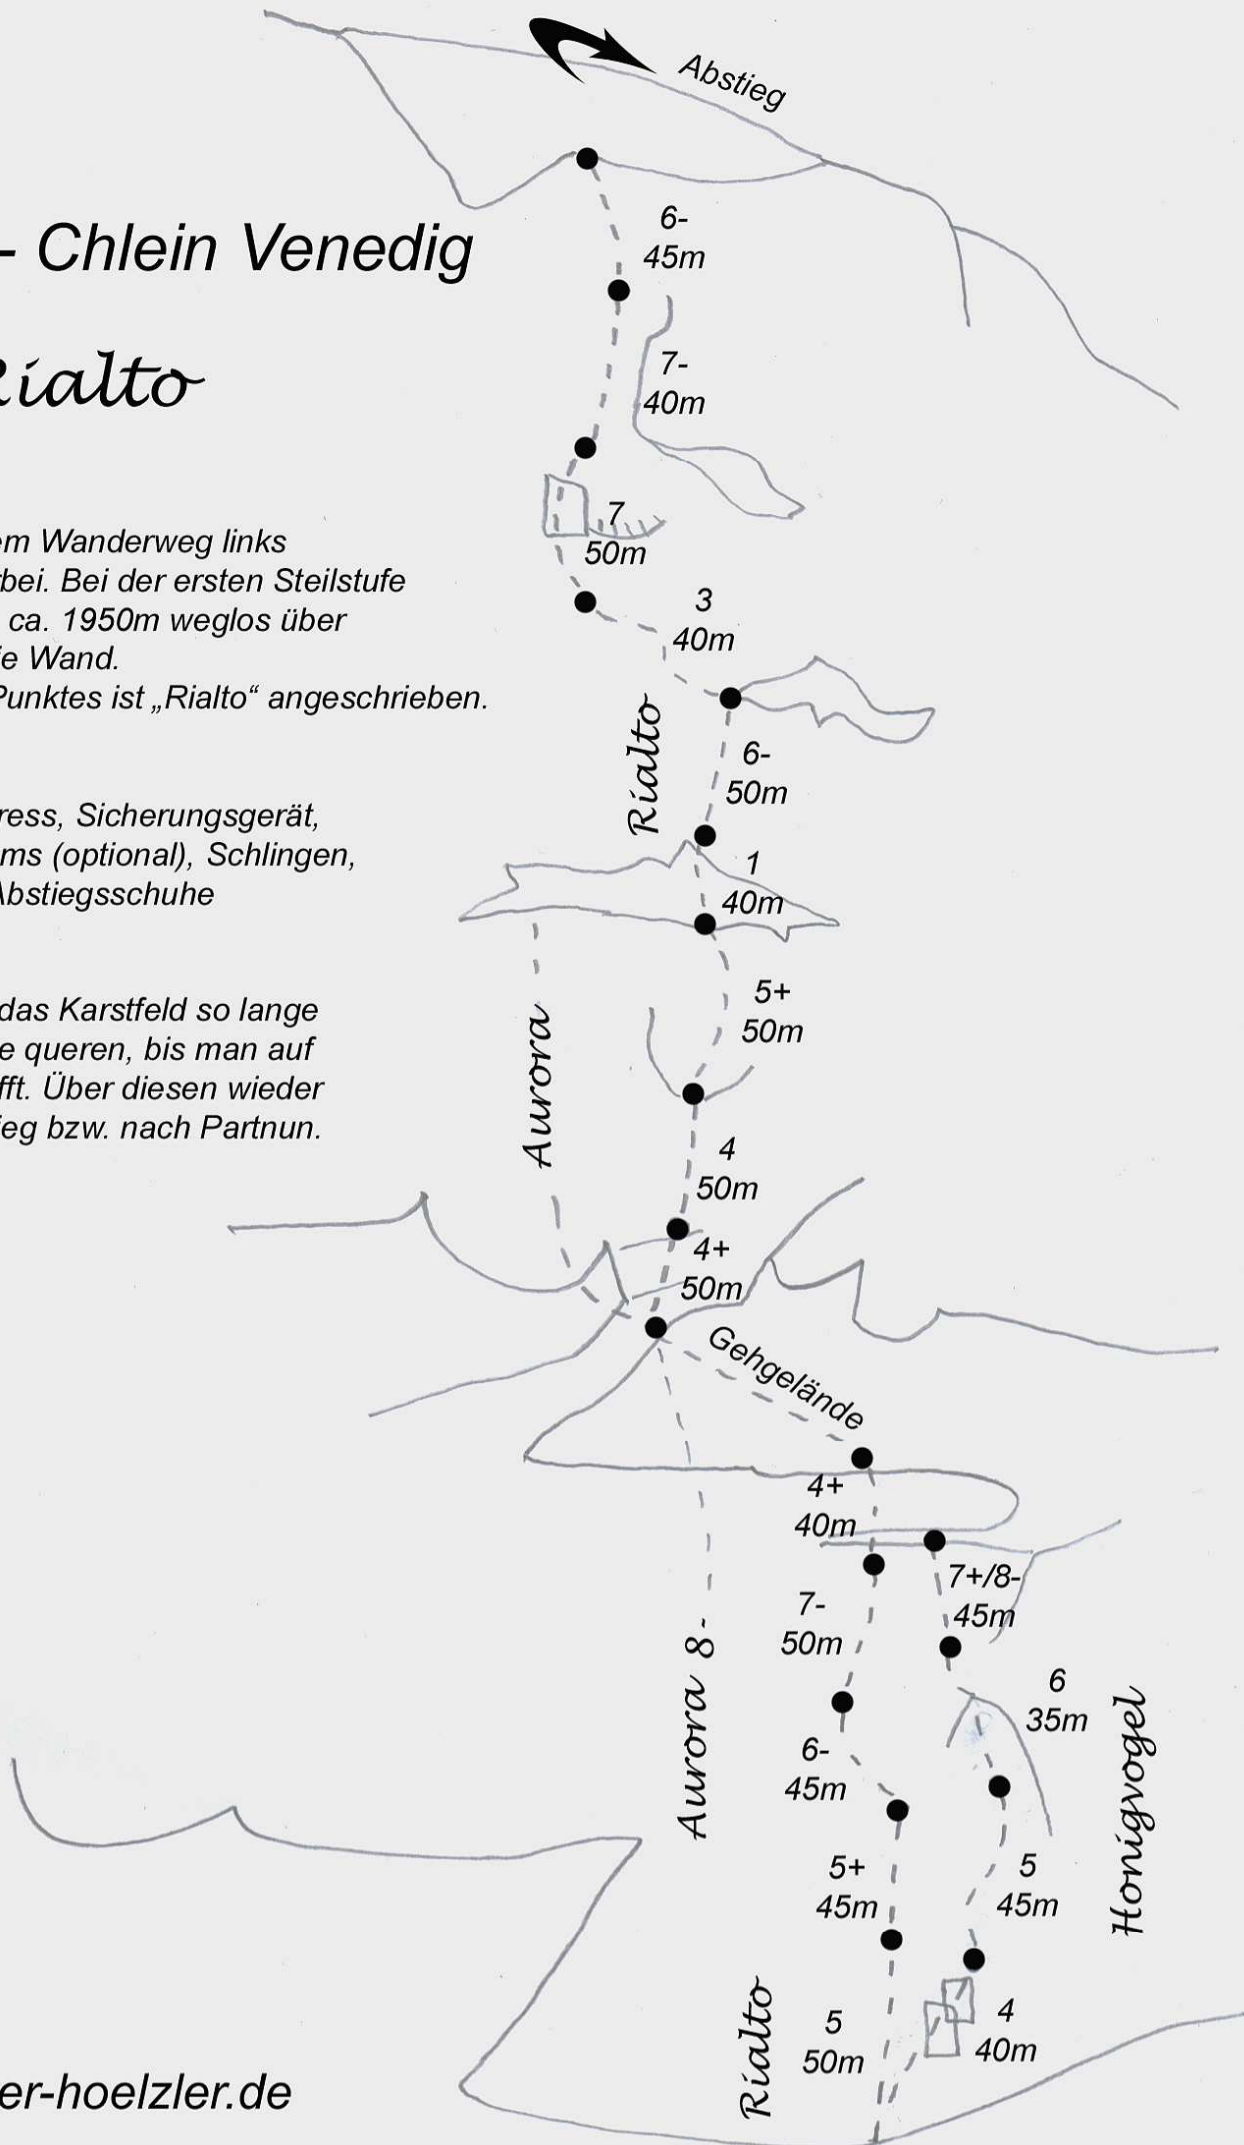 Abstieg
6-
45m
- Chlein Venedig
7-
40m
Rialto
7
50m
em Wanderweg links
bei. Bei der ersten Steilstufe
ca. 1950m weglos über
e Wand.
Punktes ist „Rialto“ angeschrieben.
3
40m
Rialto
6-
50m
ress, Sicherungsgerät,
ms (optional), Schlingen,
Abstiegsschuhe
1
40m
5+
50m
Aurora
das Karstfeld so lange
e queren, bis man auf
fft. Über diesen wieder
ieg bzw. nach Partnun.
4
50m
4+
50m
Gehgelände
4+
40m
7+/8-
45m
7-
50m
Aurora 8-
6
35m
Honigvogel
6-
45m
5+
45m
5
45m
Rialto
5
50m
4
40m
er-hoelzler.de